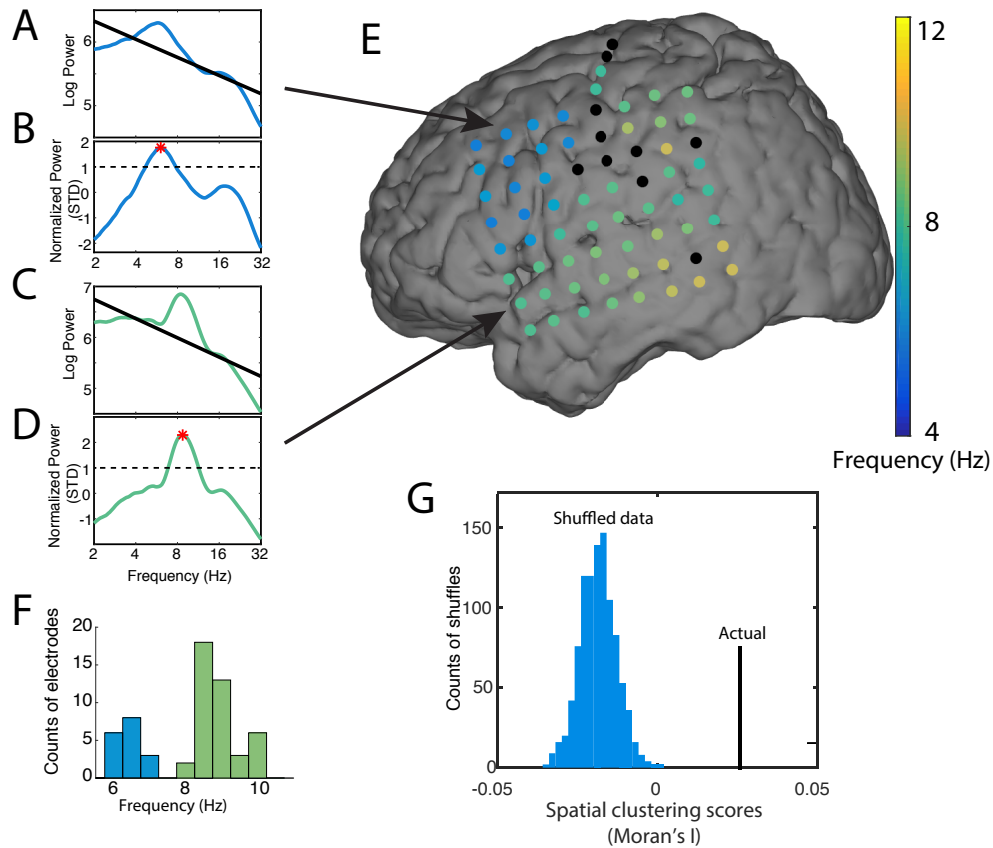 A
6
5
Log Power
B
2
1
0
-1
-2
Normalized Power
(STD)
2 4 8 16 32
C
7
6
5
Log Power
D
2
1
0
-1
Normalized Power
(STD)
2 4 8 16 32
Frequency (Hz)
E
12
8
4
Frequency (Hz)
F
20
15
10
5
0
Counts of electrodes
6 8 10
Frequency (Hz)
G
150
100
50
0
Counts of shuffles
Shuffled data
Actual
-0.05 0 0.05
Spatial clustering scores
(Moran's I)